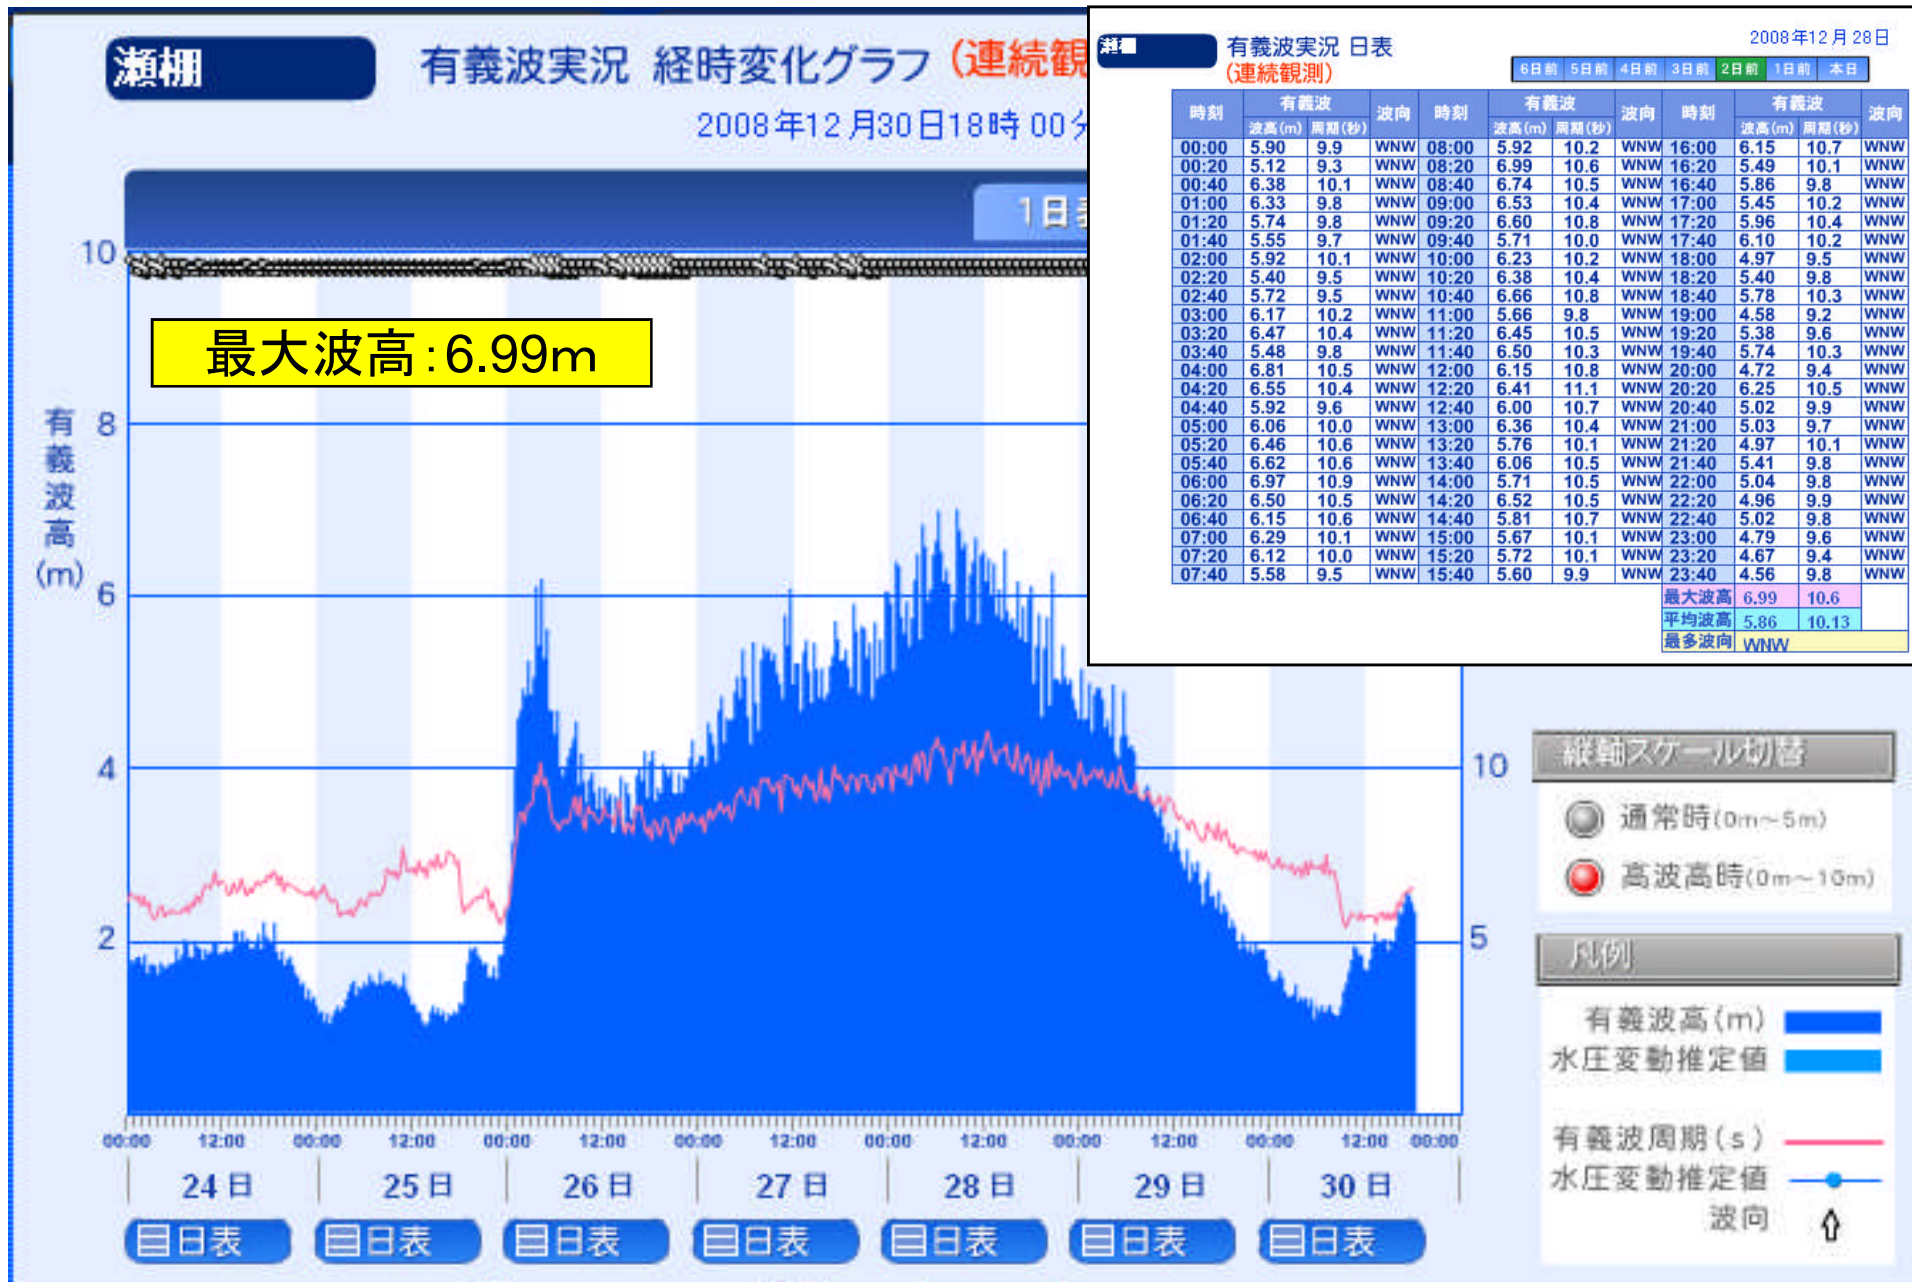 瀬棚
有義波実況 経時変化グラフ (連続観
2008年12月30日18時00分
1日表
10
8
6
4
2
最大波高:6.99m
有義波高(m)
10
5
00:00 12:00 00:00 12:00 00:00 12:00 00:00 12:00 00:00 12:00 00:00 12:00 00:00 12:00 00:00
24日 25日 26日 27日 28日 29日 30日
日表 日表 日表 日表 日表 日表 日表
瀬棚
有義波実況 日表
(連続観測)
2008年12月28日
6日前 5日前 4日前 3日前 2日前 1日前 本日
時刻 有義波 波向 時刻 有義波 波向 時刻 有義波 波向
波高(m) 周期(秒) 波高(m) 周期(秒) 波高(m) 周期(秒)
00:00 5.90 9.9 WNW 08:00 5.92 10.2 WNW 16:00 6.15 10.7 WNW
00:20 5.12 9.3 WNW 08:20 6.99 10.6 WNW 16:20 5.49 10.1 WNW
00:40 6.38 10.1 WNW 08:40 6.74 10.5 WNW 16:40 5.86 9.8 WNW
01:00 6.33 9.8 WNW 09:00 6.53 10.4 WNW 17:00 5.45 10.2 WNW
01:20 5.74 9.8 WNW 09:20 6.60 10.8 WNW 17:20 5.96 10.4 WNW
01:40 5.55 9.7 WNW 09:40 5.71 10.0 WNW 17:40 6.10 10.2 WNW
02:00 5.92 10.1 WNW 10:00 6.23 10.2 WNW 18:00 4.97 9.5 WNW
02:20 5.40 9.5 WNW 10:20 6.38 10.4 WNW 18:20 5.40 9.8 WNW
02:40 5.72 9.5 WNW 10:40 6.66 10.8 WNW 18:40 5.78 10.3 WNW
03:00 6.17 10.2 WNW 11:00 5.66 9.8 WNW 19:00 4.58 9.2 WNW
03:20 6.47 10.4 WNW 11:20 6.45 10.5 WNW 19:20 5.38 9.6 WNW
03:40 5.48 9.8 WNW 11:40 6.50 10.3 WNW 19:40 5.74 10.3 WNW
04:00 6.81 10.5 WNW 12:00 6.15 10.8 WNW 20:00 4.72 9.4 WNW
04:20 6.55 10.4 WNW 12:20 6.41 11.1 WNW 20:20 6.25 10.5 WNW
04:40 5.92 9.6 WNW 12:40 6.00 10.7 WNW 20:40 5.02 9.9 WNW
05:00 6.06 10.0 WNW 13:00 6.36 10.4 WNW 21:00 5.03 9.7 WNW
05:20 6.46 10.6 WNW 13:20 5.76 10.1 WNW 21:20 4.97 10.1 WNW
05:40 6.62 10.6 WNW 13:40 6.06 10.5 WNW 21:40 5.41 9.8 WNW
06:00 6.97 10.9 WNW 14:00 5.71 10.5 WNW 22:00 5.04 9.8 WNW
06:20 6.50 10.5 WNW 14:20 6.52 10.5 WNW 22:20 4.96 9.9 WNW
06:40 6.15 10.6 WNW 14:40 5.81 10.7 WNW 22:40 5.02 9.8 WNW
07:00 6.29 10.1 WNW 15:00 5.67 10.1 WNW 23:00 4.79 9.6 WNW
07:20 6.12 10.0 WNW 15:20 5.72 10.1 WNW 23:20 4.67 9.4 WNW
07:40 5.58 9.5 WNW 15:40 5.60 9.9 WNW 23:40 4.56 9.8 WNW
最大波高 6.99 10.6
平均波高 5.86 10.13
最多波向 WNW
縦軸スケール切替
通常時(0m~5m)
高波高時(0m~10m)
凡例
有義波高(m)
水圧変動推定値
有義波周期(s)
水圧変動推定値
波向